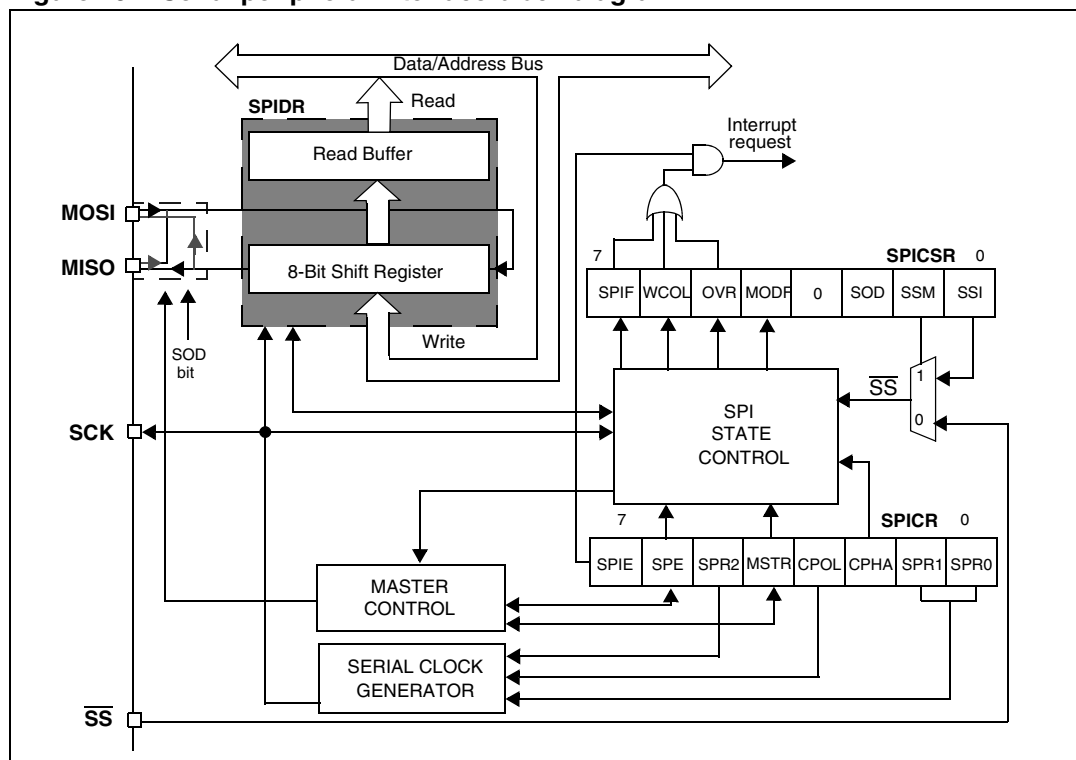 Data/Address Bus
SPIDR
Read
Read Buffer
Interrupt
request
MOSI
MISO
8-Bit Shift Register
Write
SOD
bit
7 SPICSR 0
SPIF WCOL OVR MODF 0 SOD SSM SSI
SCK
SPI
STATE
CONTROL
SS
1
0
7 SPICR 0
SPIE SPE SPR2 MSTR CPOL CPHA SPR1 SPR0
MASTER
CONTROL
SERIAL CLOCK
GENERATOR
SS